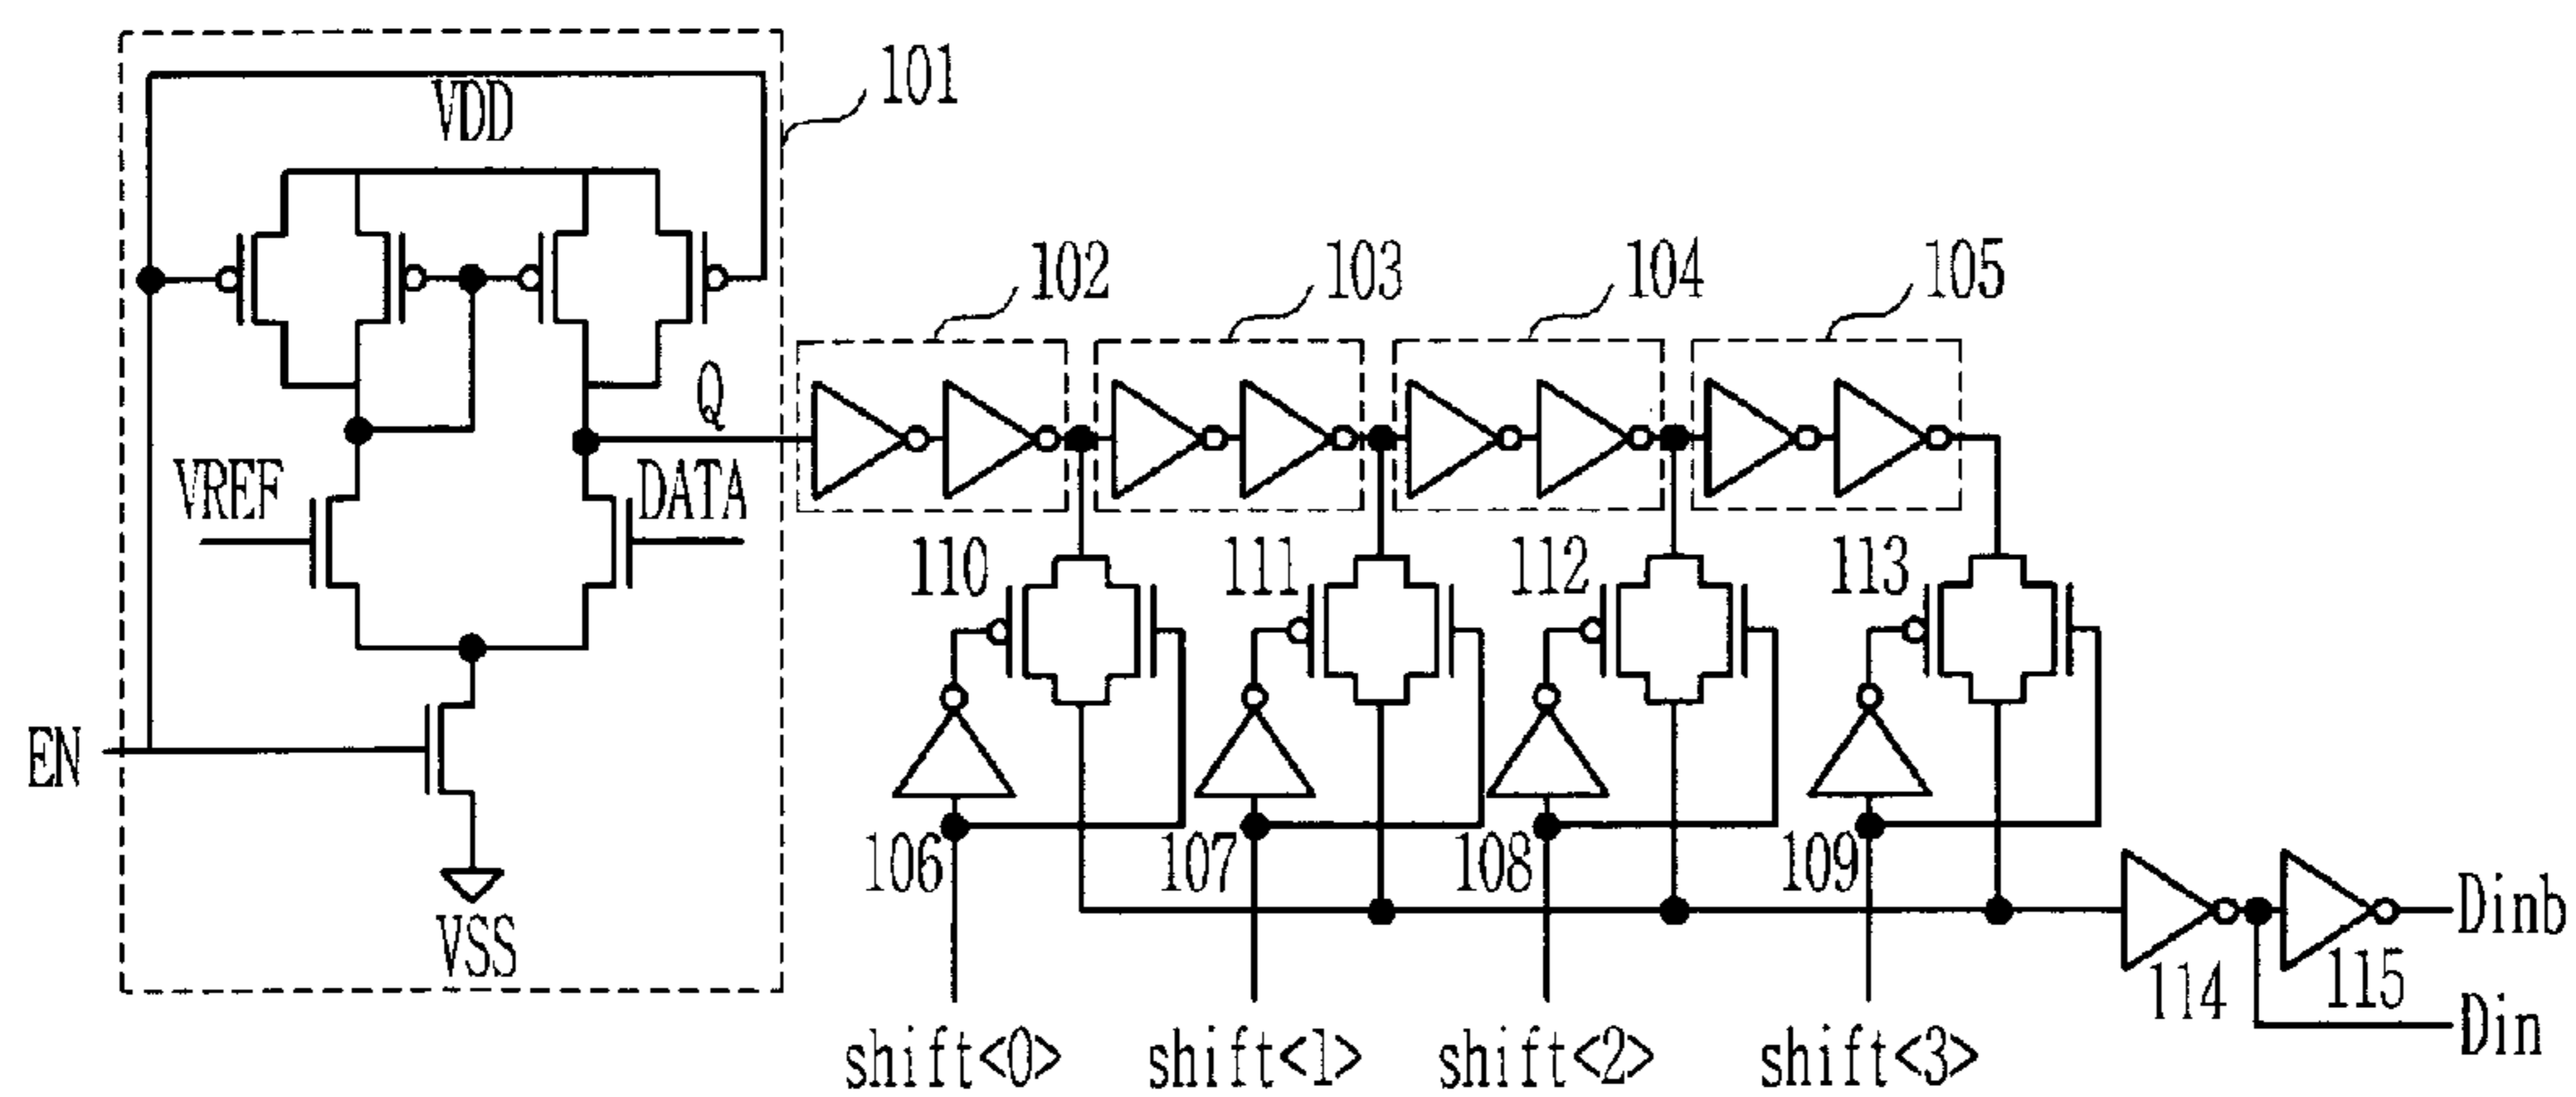 101
VDD
102
103
104
105
Q
VREF
DATA
110
111
112
113
EN
106
107
108
109
VSS
Dinb
114
115
Din
shift<0>
shift<1>
shift<2>
shift<3>